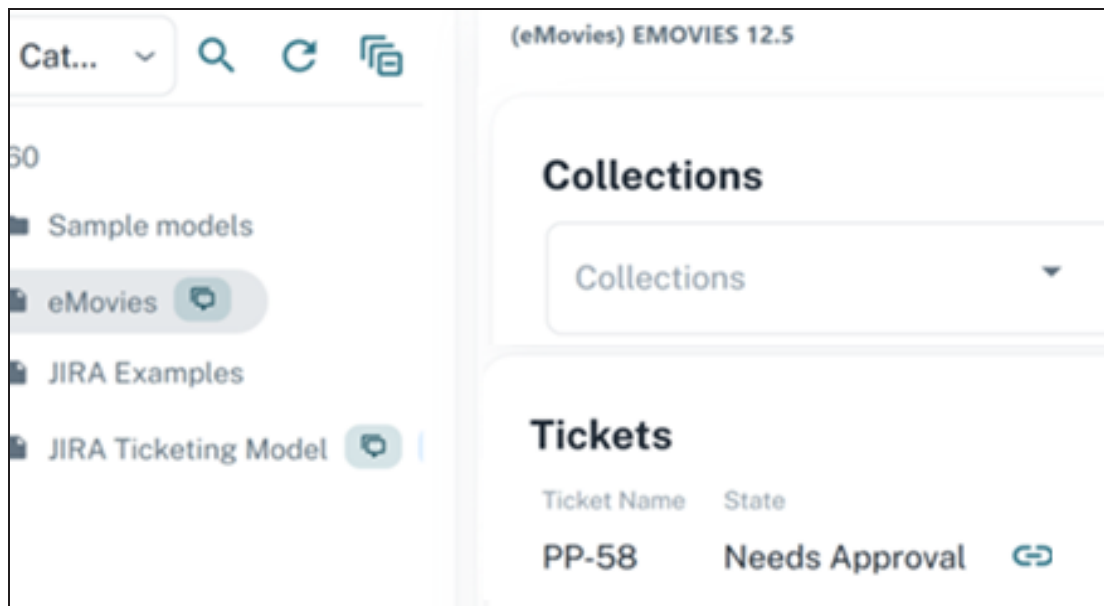 Cat...
60
Sample models
eMovies
JIRA Examples
JIRA Ticketing Model
(eMovies) EMOVIES 12.5
Collections
Collections
Tickets
Ticket Name State
PP-58 Needs Approval